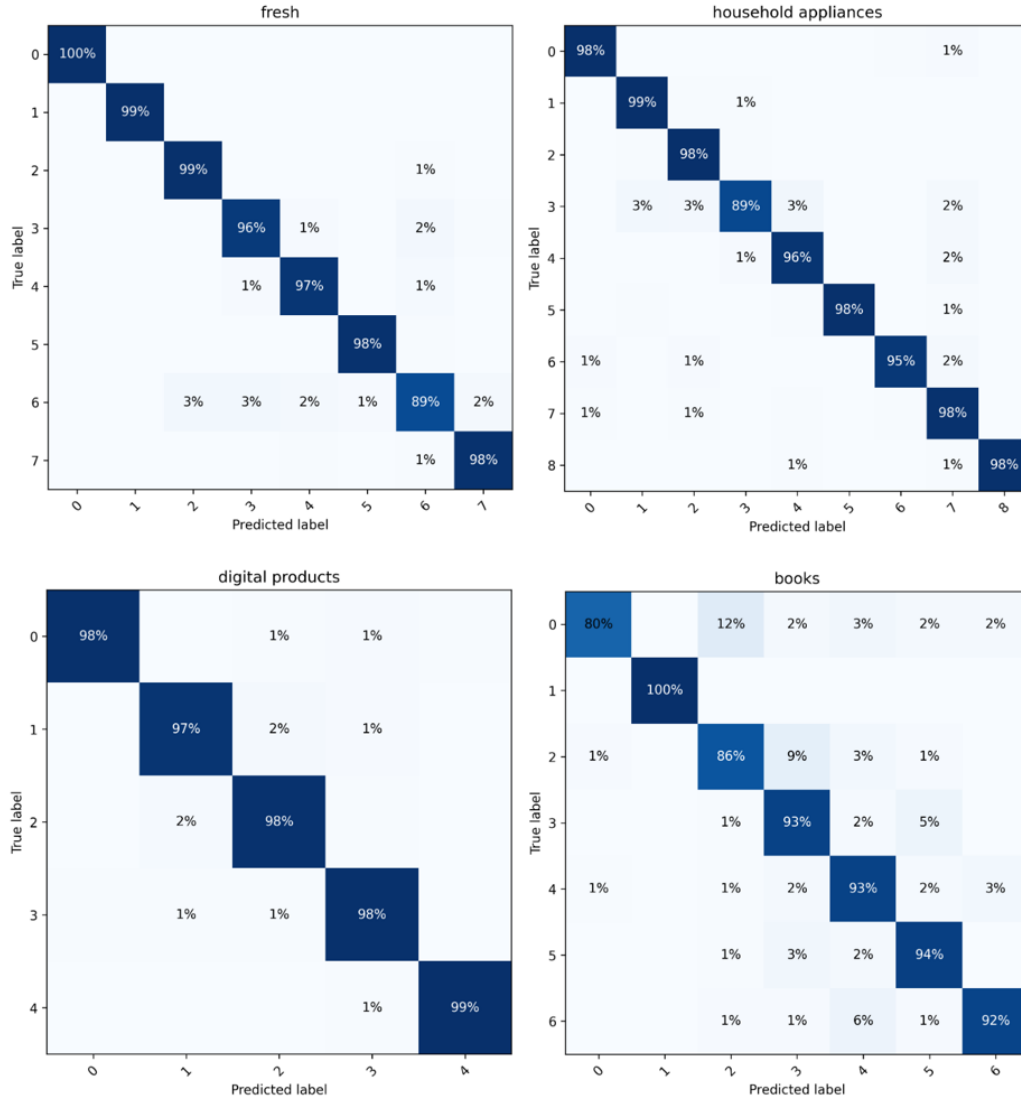 fresh
household appliances
0 100%
0 98% 1%
1 99%
1 99% 1%
2 99% 1%
2 98%
3 96% 1% 2%
3 3% 3% 89% 3% 2%
True label
True label
4 1% 97% 1%
4 1% 96% 2%
5 98%
5 98% 1%
6 3% 3% 2% 1% 89% 2%
6 1% 1% 95% 2%
7 1% 98%
7 1% 1% 98%
8 1% 1% 98%
0 1 2 3 4 5 6 7
0 1 2 3 4 5 6 7 8
Predicted label
Predicted label
digital products
books
0 98% 1% 1%
1 97% 2% 1%
2 2% 98%
True label
3 1% 1% 98%
4 1% 99%
0 1 2 3 4
Predicted label
0 80% 12% 2% 3% 2% 2%
1 100%
2 1% 86% 9% 3% 1%
3 1% 93% 2% 5%
True label
4 1% 1% 2% 93% 2% 3%
5 1% 3% 2% 94%
6 1% 1% 6% 1% 92%
0 1 2 3 4 5 6
Predicted label